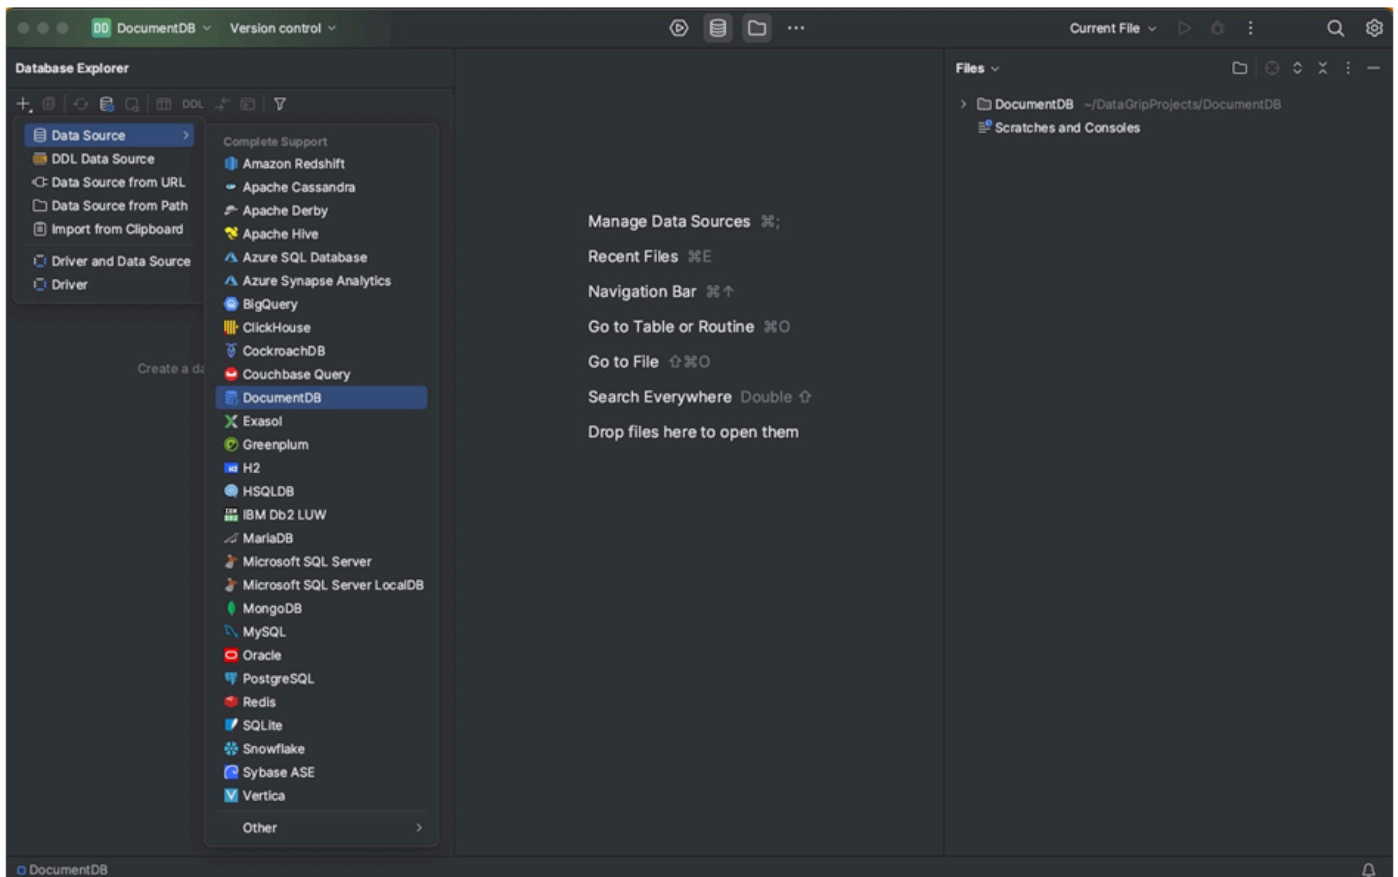 DD DocumentDB Version control Current File
Database Explorer
DDL
Data Source
DDL Data Source
Data Source from URL
Data Source from Path
Import from Clipboard
Driver and Data Source
Driver
Create a da
Complete Support
Amazon Redshift
Apache Cassandra
Apache Derby
Apache Hive
Azure SQL Database
Azure Synapse Analytics
BigQuery
ClickHouse
CockroachDB
Couchbase Query
DocumentDB
Exasol
Greenplum
H2
HSQLDB
IBM Db2 LUW
MariaDB
Microsoft SQL Server
Microsoft SQL Server LocalDB
MongoDB
MySQL
Oracle
PostgreSQL
Redis
SQLite
Snowflake
Sybase ASE
Vertica
Other
Manage Data Sources ⌘;
Recent Files ⌘E
Navigation Bar ⌘↑
Go to Table or Routine ⌘O
Go to File ⇧⌘O
Search Everywhere Double ⇧
Drop files here to open them
Files
DocumentDB ~/DataGripProjects/DocumentDB
Scratches and Consoles
DocumentDB